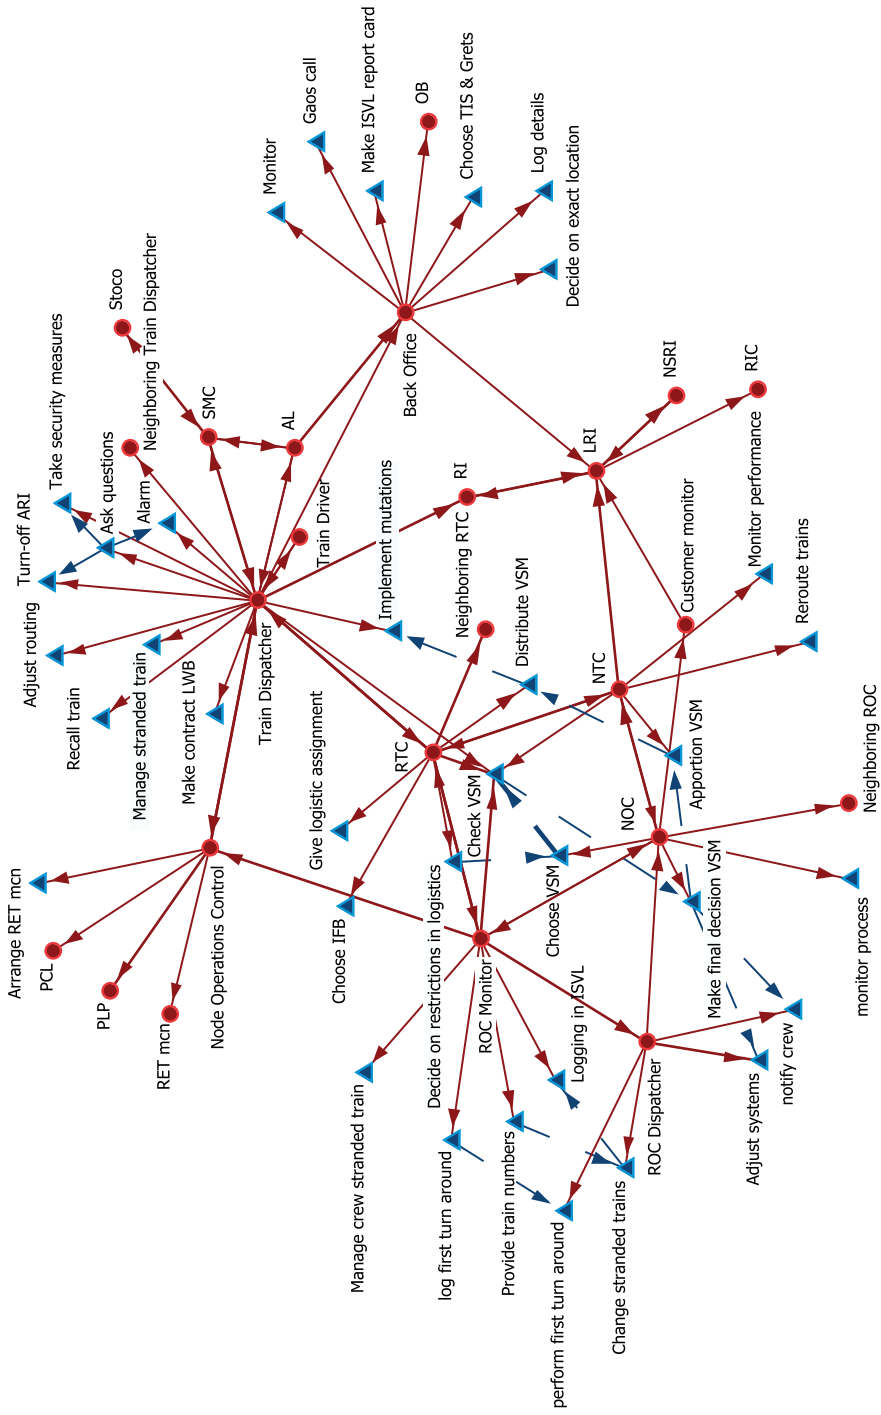 Gaos call
Make ISVL report card
OB
Choose TIS & Grets
Log details
Monitor
Decide on exact location
Stoco
Neighboring Train Dispatcher
Take security measures
Back Office
NSRI
RIC
SMC
AL
Ask questions
Alarm
Turn-off ARI
LRI
RI
Train Driver
Implement mutations
Neighboring RTC
Customer monitor
Monitor performance
Reroute trains
Adjust routing
Train Dispatcher
Distribute VSM
NTC
Recall train
Manage stranded train
Make contract LWB
Give logistic assignment
RTC
Check VSM
Apportion VSM
NOC
Neighboring ROC
Arrange RET mcn
PCL
PLP
RET mcn
Node Operations Control
Choose IFB
Decide on restrictions in logistics
Choose VSM
Make final decision VSM
monitor process
ROC Monitor
Logging in ISVL
Manage crew stranded train
log first turn around
Provide train numbers
perform first turn around
Change stranded trains
ROC Dispatcher
Adjust systems
notify crew